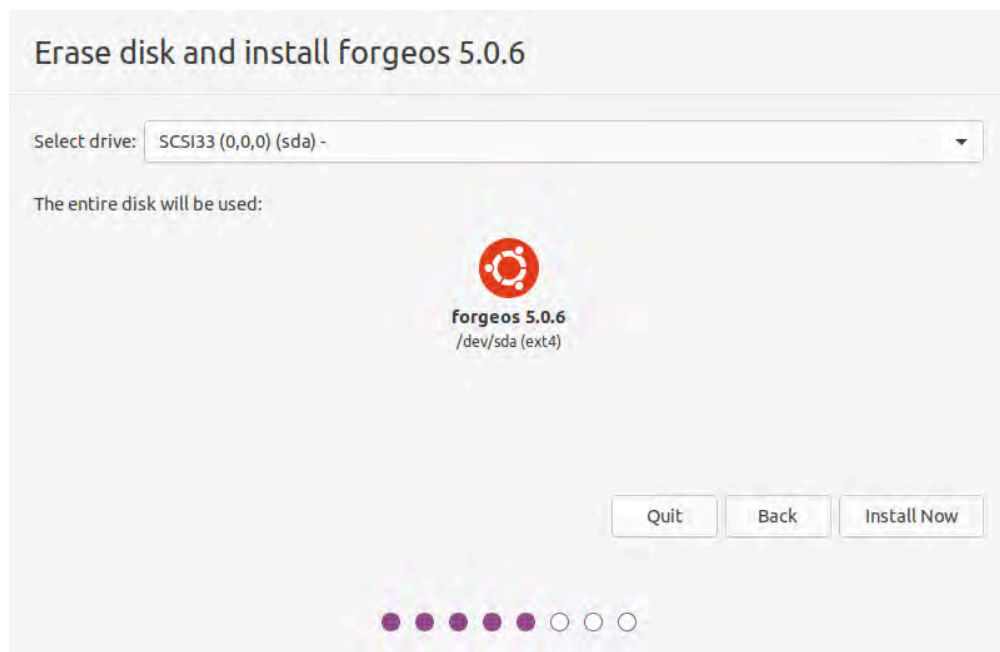 Erase disk and install forgeos 5.0.6
Select drive: SCSI33 (0,0,0) (sda) -
The entire disk will be used:
forgeos 5.0.6
/dev/sda (ext4)
Quit Back Install Now